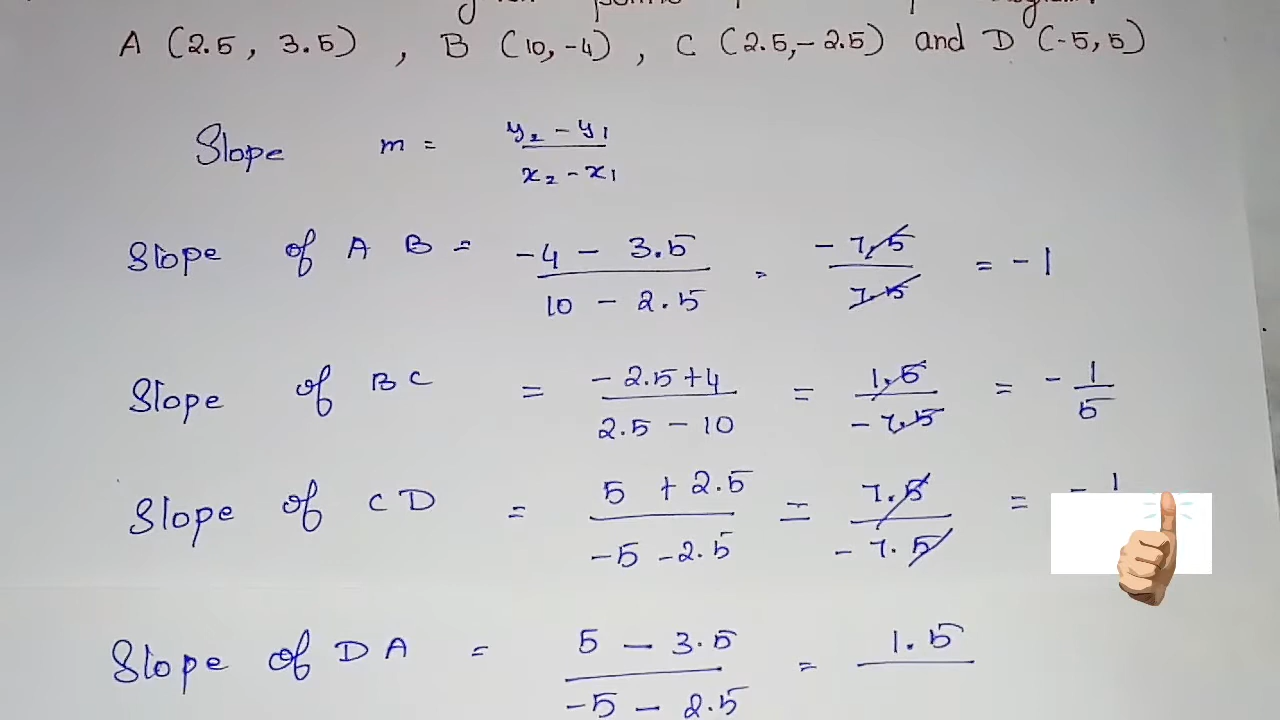 A (2.5, 3.5), B (10, -4), C (2.5, -2.5) and D (-5, 5)
Slope m = y₂ - y₁ / x₂ - x₁
Slope of A B = -4 - 3.5 / 10 - 2.5 = -7.5 / 7.5 = -1
Slope of BC = -2.5 + 4 / 2.5 - 10 = 1.5 / -7.5 = - 1 / 5
Slope of CD = 5 + 2.5 / -5 - 2.5 = 7.5 / -7.5 = -1
Slope of DA = 5 - 3.5 / -5 - 2.5 = 1.5